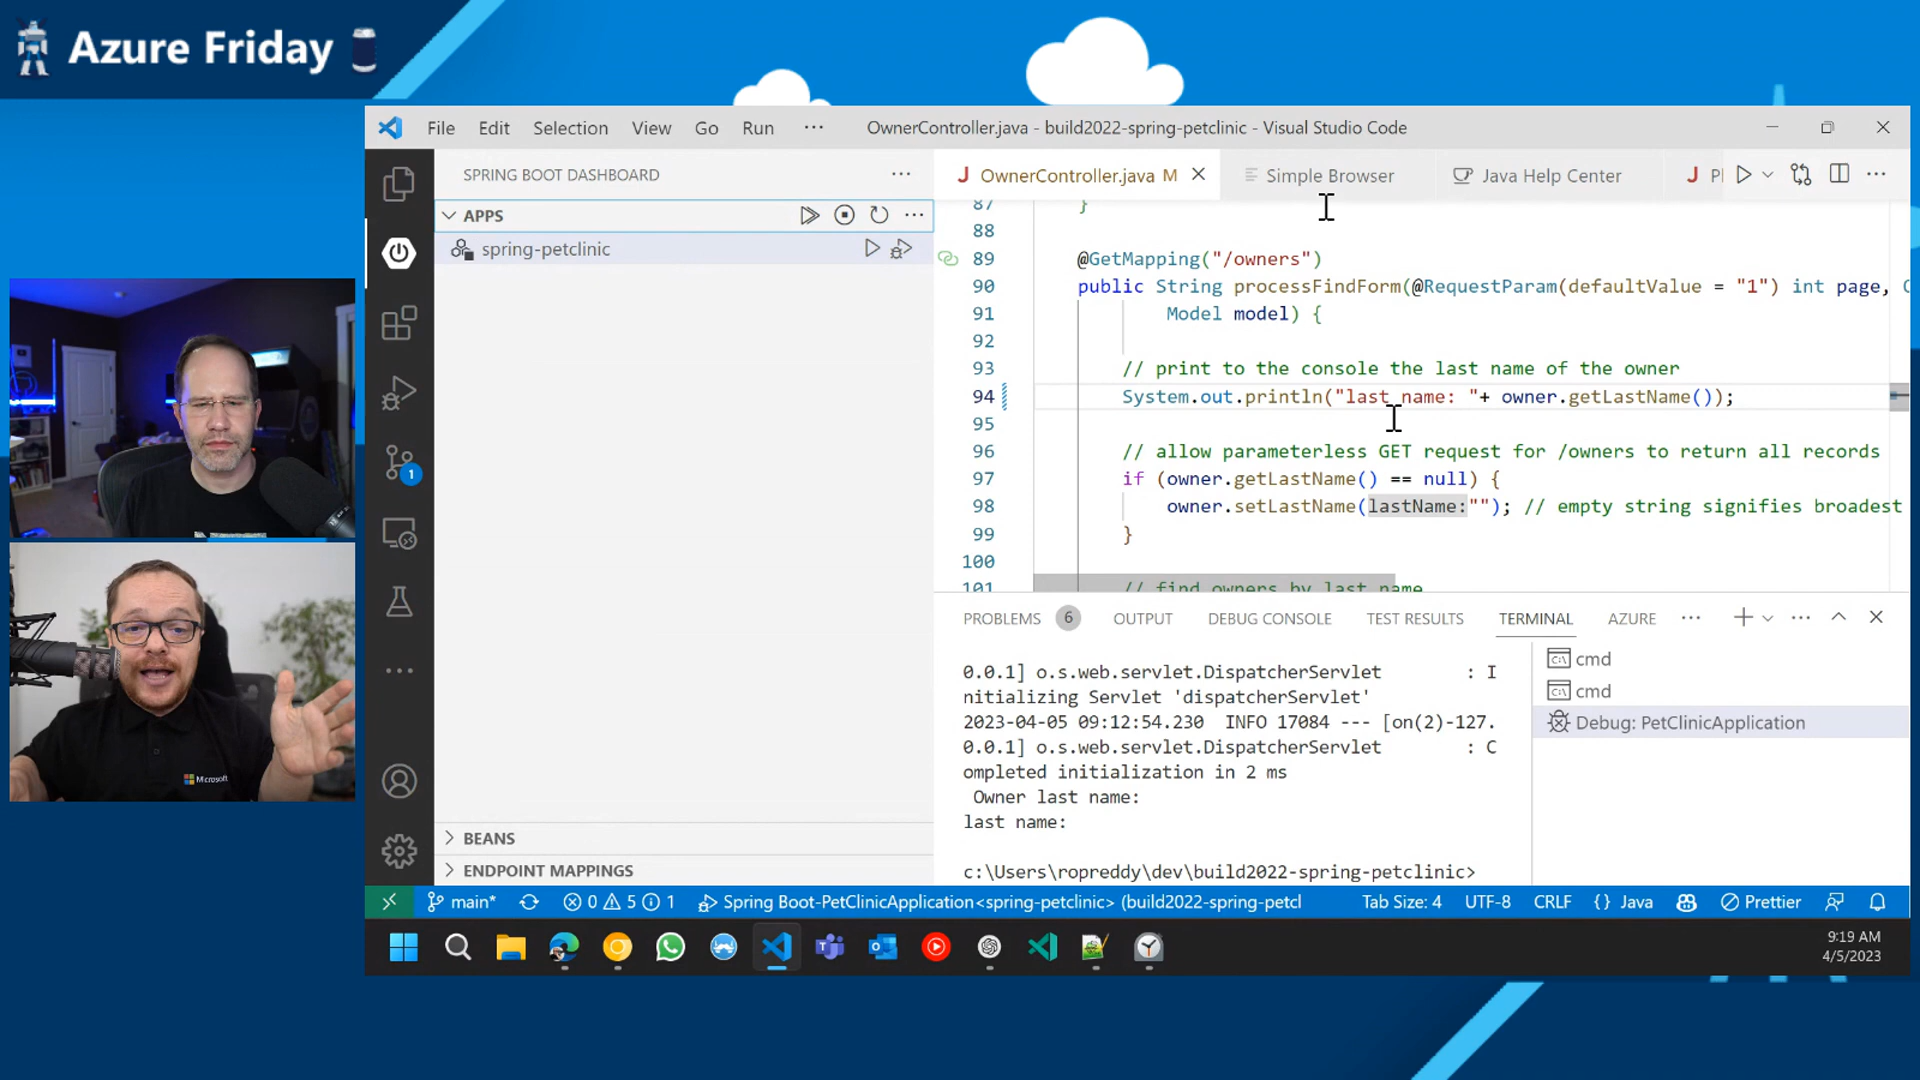 Azure Friday
File Edit Selection View Go Run ··· OwnerController.java - build2022-spring-petclinic - Visual Studio Code
SPRING BOOT DASHBOARD ···
OwnerController.java M
Simple Browser
Java Help Center
APPS
spring-petclinic
87 }
88
89 @GetMapping("/owners")
90 public String processFindForm(@RequestParam(defaultValue = "1") int page,
91 Model model) {
92
93 // print to the console the last name of the owner
94 System.out.println("last name: "+ owner.getLastName());
95
96 // allow parameterless GET request for /owners to return all records
97 if (owner.getLastName() == null) {
98 owner.setLastName(lastName:""); // empty string signifies broadest
99 }
100
101 // find owners by last name
PROBLEMS 6 OUTPUT DEBUG CONSOLE TEST RESULTS TERMINAL AZURE ···
0.0.1] o.s.web.servlet.DispatcherServlet : I
nitializing Servlet 'dispatcherServlet'
2023-04-05 09:12:54.230 INFO 17084 --- [on(2)-127.
0.0.1] o.s.web.servlet.DispatcherServlet : C
ompleted initialization in 2 ms
Owner last name:
last name:
c:\Users\ropreddy\dev\build2022-spring-petclinic>
cmd
cmd
Debug: PetClinicApplication
1
Microsoft
BEANS
ENDPOINT MAPPINGS
main* 0 5 1 Spring Boot-PetClinicApplication<spring-petclinic> (build2022-spring-petcl Tab Size: 4 UTF-8 CRLF {} Java Prettier
9:19 AM
4/5/2023